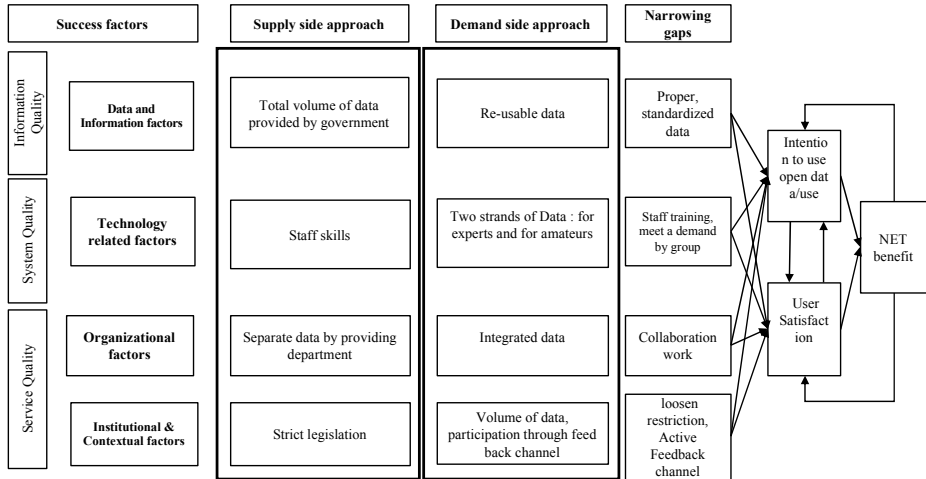 Success factors
Supply side approach
Demand side approach
Narrowing
gaps
Information
Quality
Data and
Information factors
Total volume of data
provided by government
Re-usable data
Proper,
standardized
data
Intentio
n to use
open dat
a/use
System Quality
Technology
related factors
Staff skills
Two strands of Data : for
experts and for amateurs
Staff training,
meet a demand
by group
NET
benefit
Service Quality
Organizational
factors
Separate data by providing
department
Integrated data
Collaboration
work
User
Satisfact
ion
Institutional &
Contextual factors
Strict legislation
Volume of data,
participation through feed
back channel
loosen
restriction,
Active
Feedback
channel